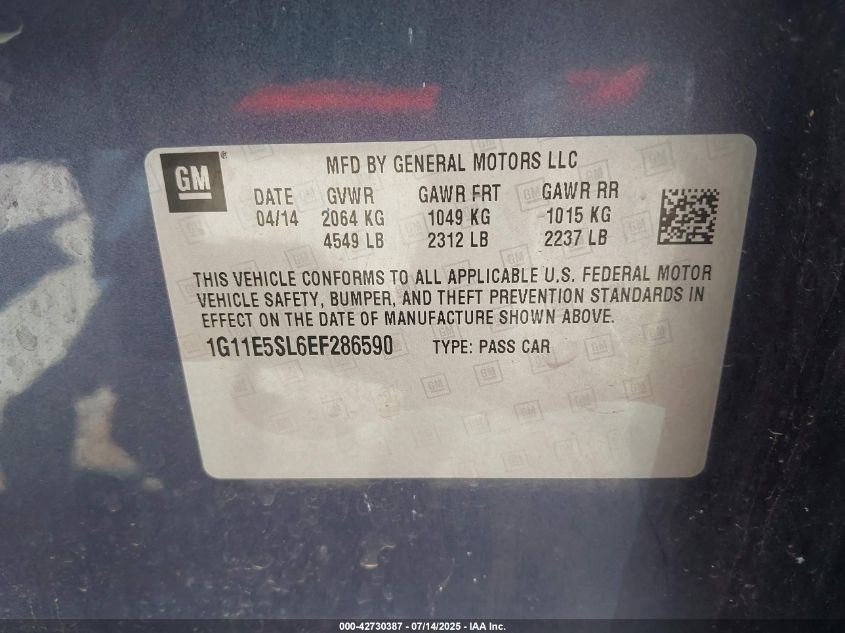 GM®
MFD BY GENERAL MOTORS LLC
DATE GVWR GAWR FRT GAWR RR
04/14 2064 KG 1049 KG 1015 KG
4549 LB 2312 LB 2237 LB
THIS VEHICLE CONFORMS TO ALL APPLICABLE U.S. FEDERAL MOTOR
VEHICLE SAFETY, BUMPER, AND THEFT PREVENTION STANDARDS IN
EFFECT ON THE DATE OF MANUFACTURE SHOWN ABOVE.
1G11E5SL6EF286590 TYPE: PASS CAR
000-42730387 - 07/14/2025 - IAA Inc.